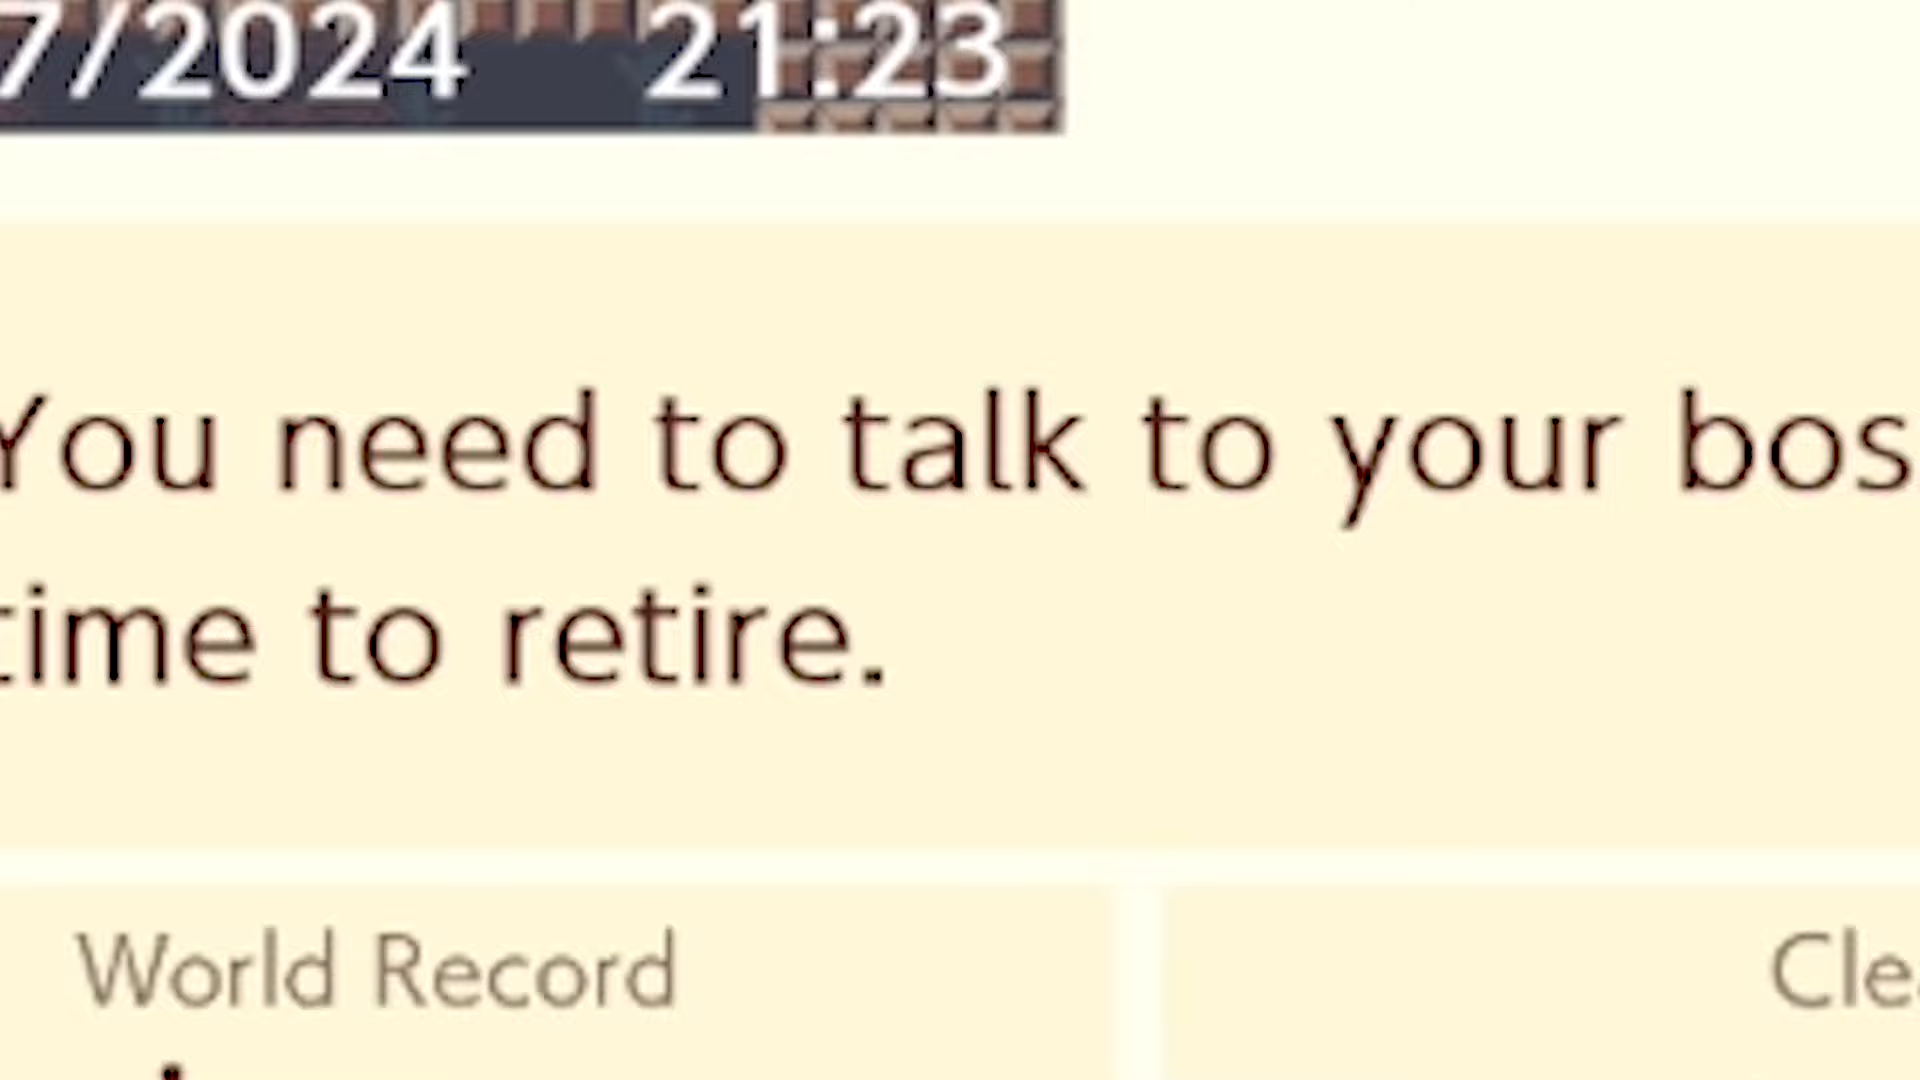 7/2024 21:23
You need to talk to your bos
time to retire.
World Record
Cle